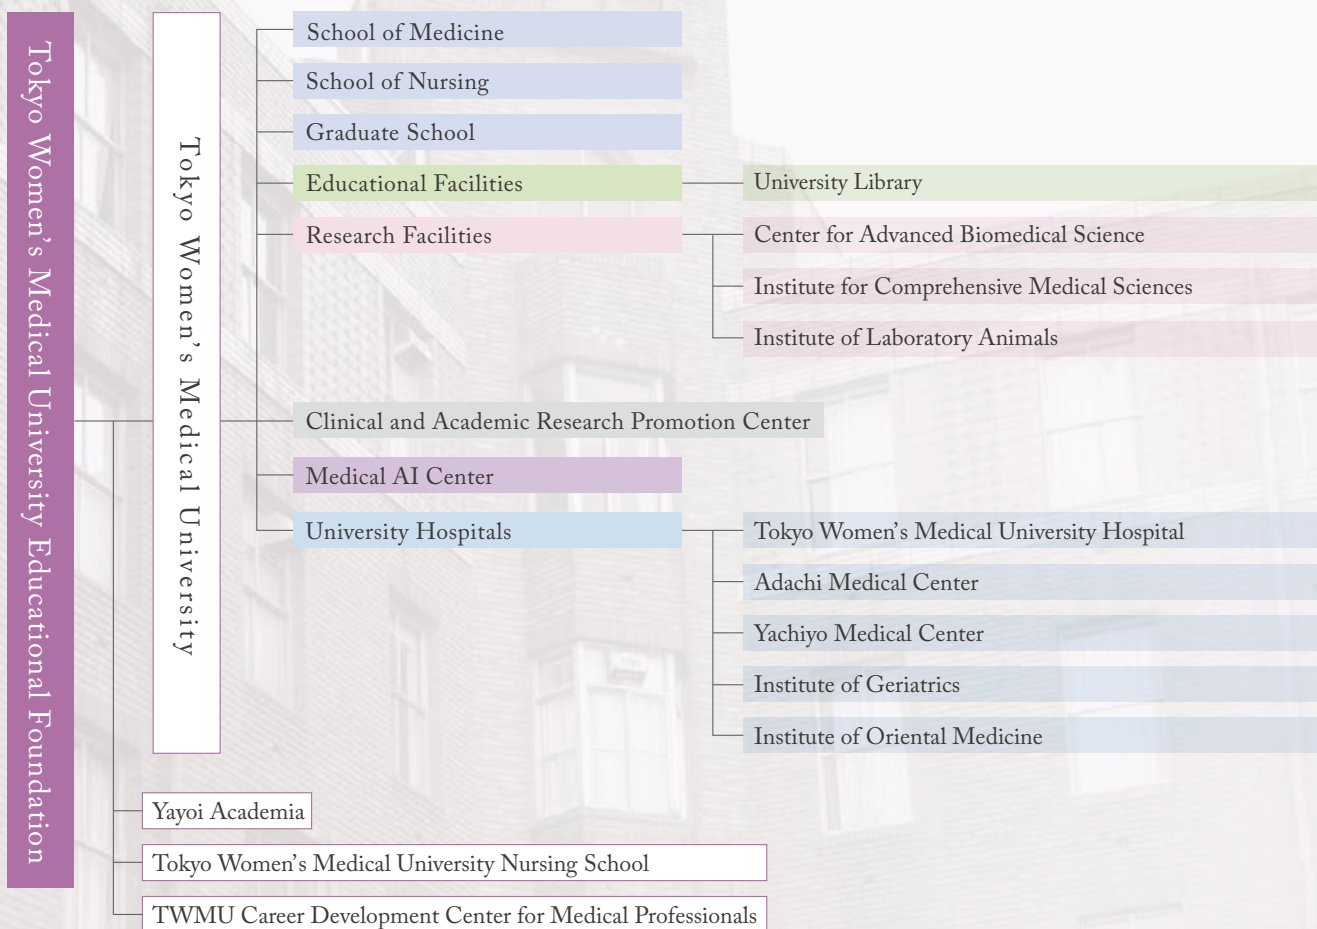 Tokyo Women's Medical University Educational Foundation
Tokyo Women's Medical University
School of Medicine
School of Nursing
Graduate School
Educational Facilities
University Library
Research Facilities
Center for Advanced Biomedical Science
Institute for Comprehensive Medical Sciences
Institute of Laboratory Animals
Clinical and Academic Research Promotion Center
Medical AI Center
University Hospitals
Tokyo Women's Medical University Hospital
Adachi Medical Center
Yachiyo Medical Center
Institute of Geriatrics
Institute of Oriental Medicine
Yayoi Academia
Tokyo Women's Medical University Nursing School
TWMU Career Development Center for Medical Professionals